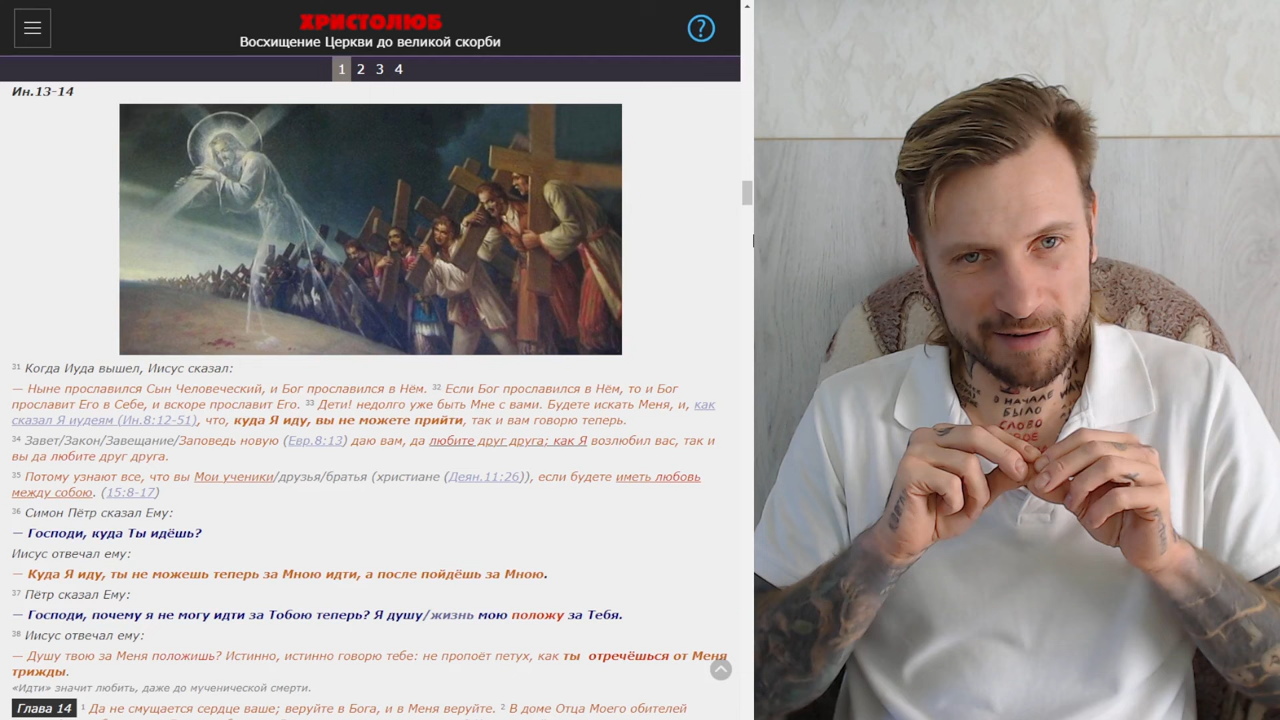 ХРИСТОЛЮБ
Восхищение Церкви до великой скорби
?
1 2 3 4
Ин.13-14
31 Когда Иуда вышел, Иисус сказал:
— Ныне прославился Сын Человеческий, и Бог прославился в Нём. 32 Если Бог прославился в Нём, то и Бог
прославит Его в Себе, и вскоре прославит Его. 33 Дети! недолго уже быть Мне с вами. Будете искать Меня, и, как
сказал Я иудеям (Ин.8:12-51), что, куда Я иду, вы не можете прийти, так и вам говорю теперь.
34 Завет/Закон/Завещание/Заповедь новую (Евр.8:13) даю вам, да любите друг друга: как Я возлюбил вас, так и
вы да любите друг друга.
35 Потому узнают все, что вы Мои ученики/друзья/братья (христиане (Деян.11:26)), если будете иметь любовь
между собою. (15:8-17)
36 Симон Пётр сказал Ему:
— Господи, куда Ты идёшь?
Иисус отвечал ему:
— Куда Я иду, ты не можешь теперь за Мною идти, а после пойдёшь за Мною.
37 Пётр сказал Ему:
— Господи, почему я не могу идти за Тобою теперь? Я душу/жизнь мою положу за Тебя.
38 Иисус отвечал ему:
— Душу твою за Меня положишь? Истинно, истинно говорю тебе: не пропоёт петух, как ты отречёшься от Меня
трижды.
«Идти» значит любить, даже до мученической смерти.
Глава 14 1 Да не смущается сердце ваше; веруйте в Бога, и в Меня веруйте. 2 В доме Отца Моего обителей
В НАЧАЛЕ
БЫЛО
СЛОВО